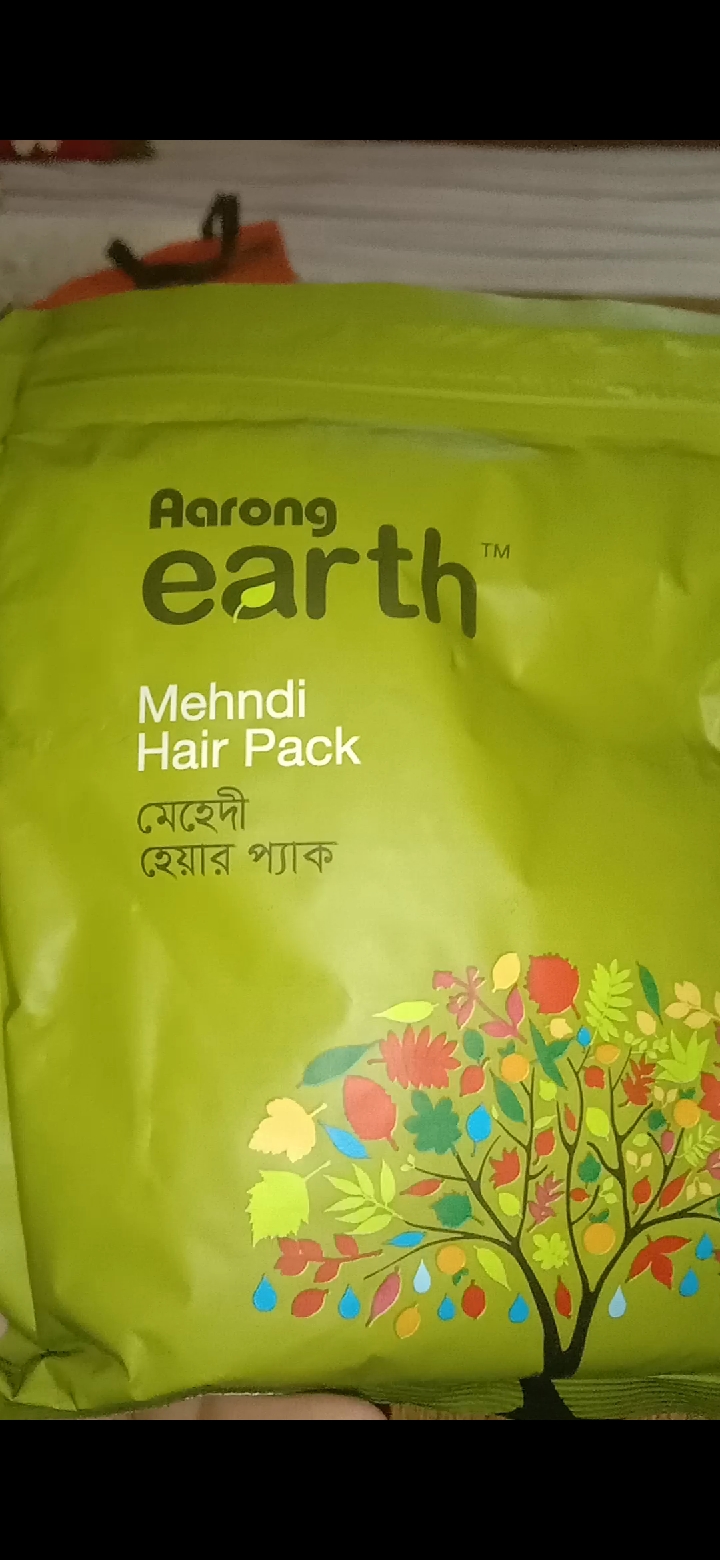 Aarong
earth™
Mehndi
Hair Pack
মেহেদী
হেয়ার প্যাক